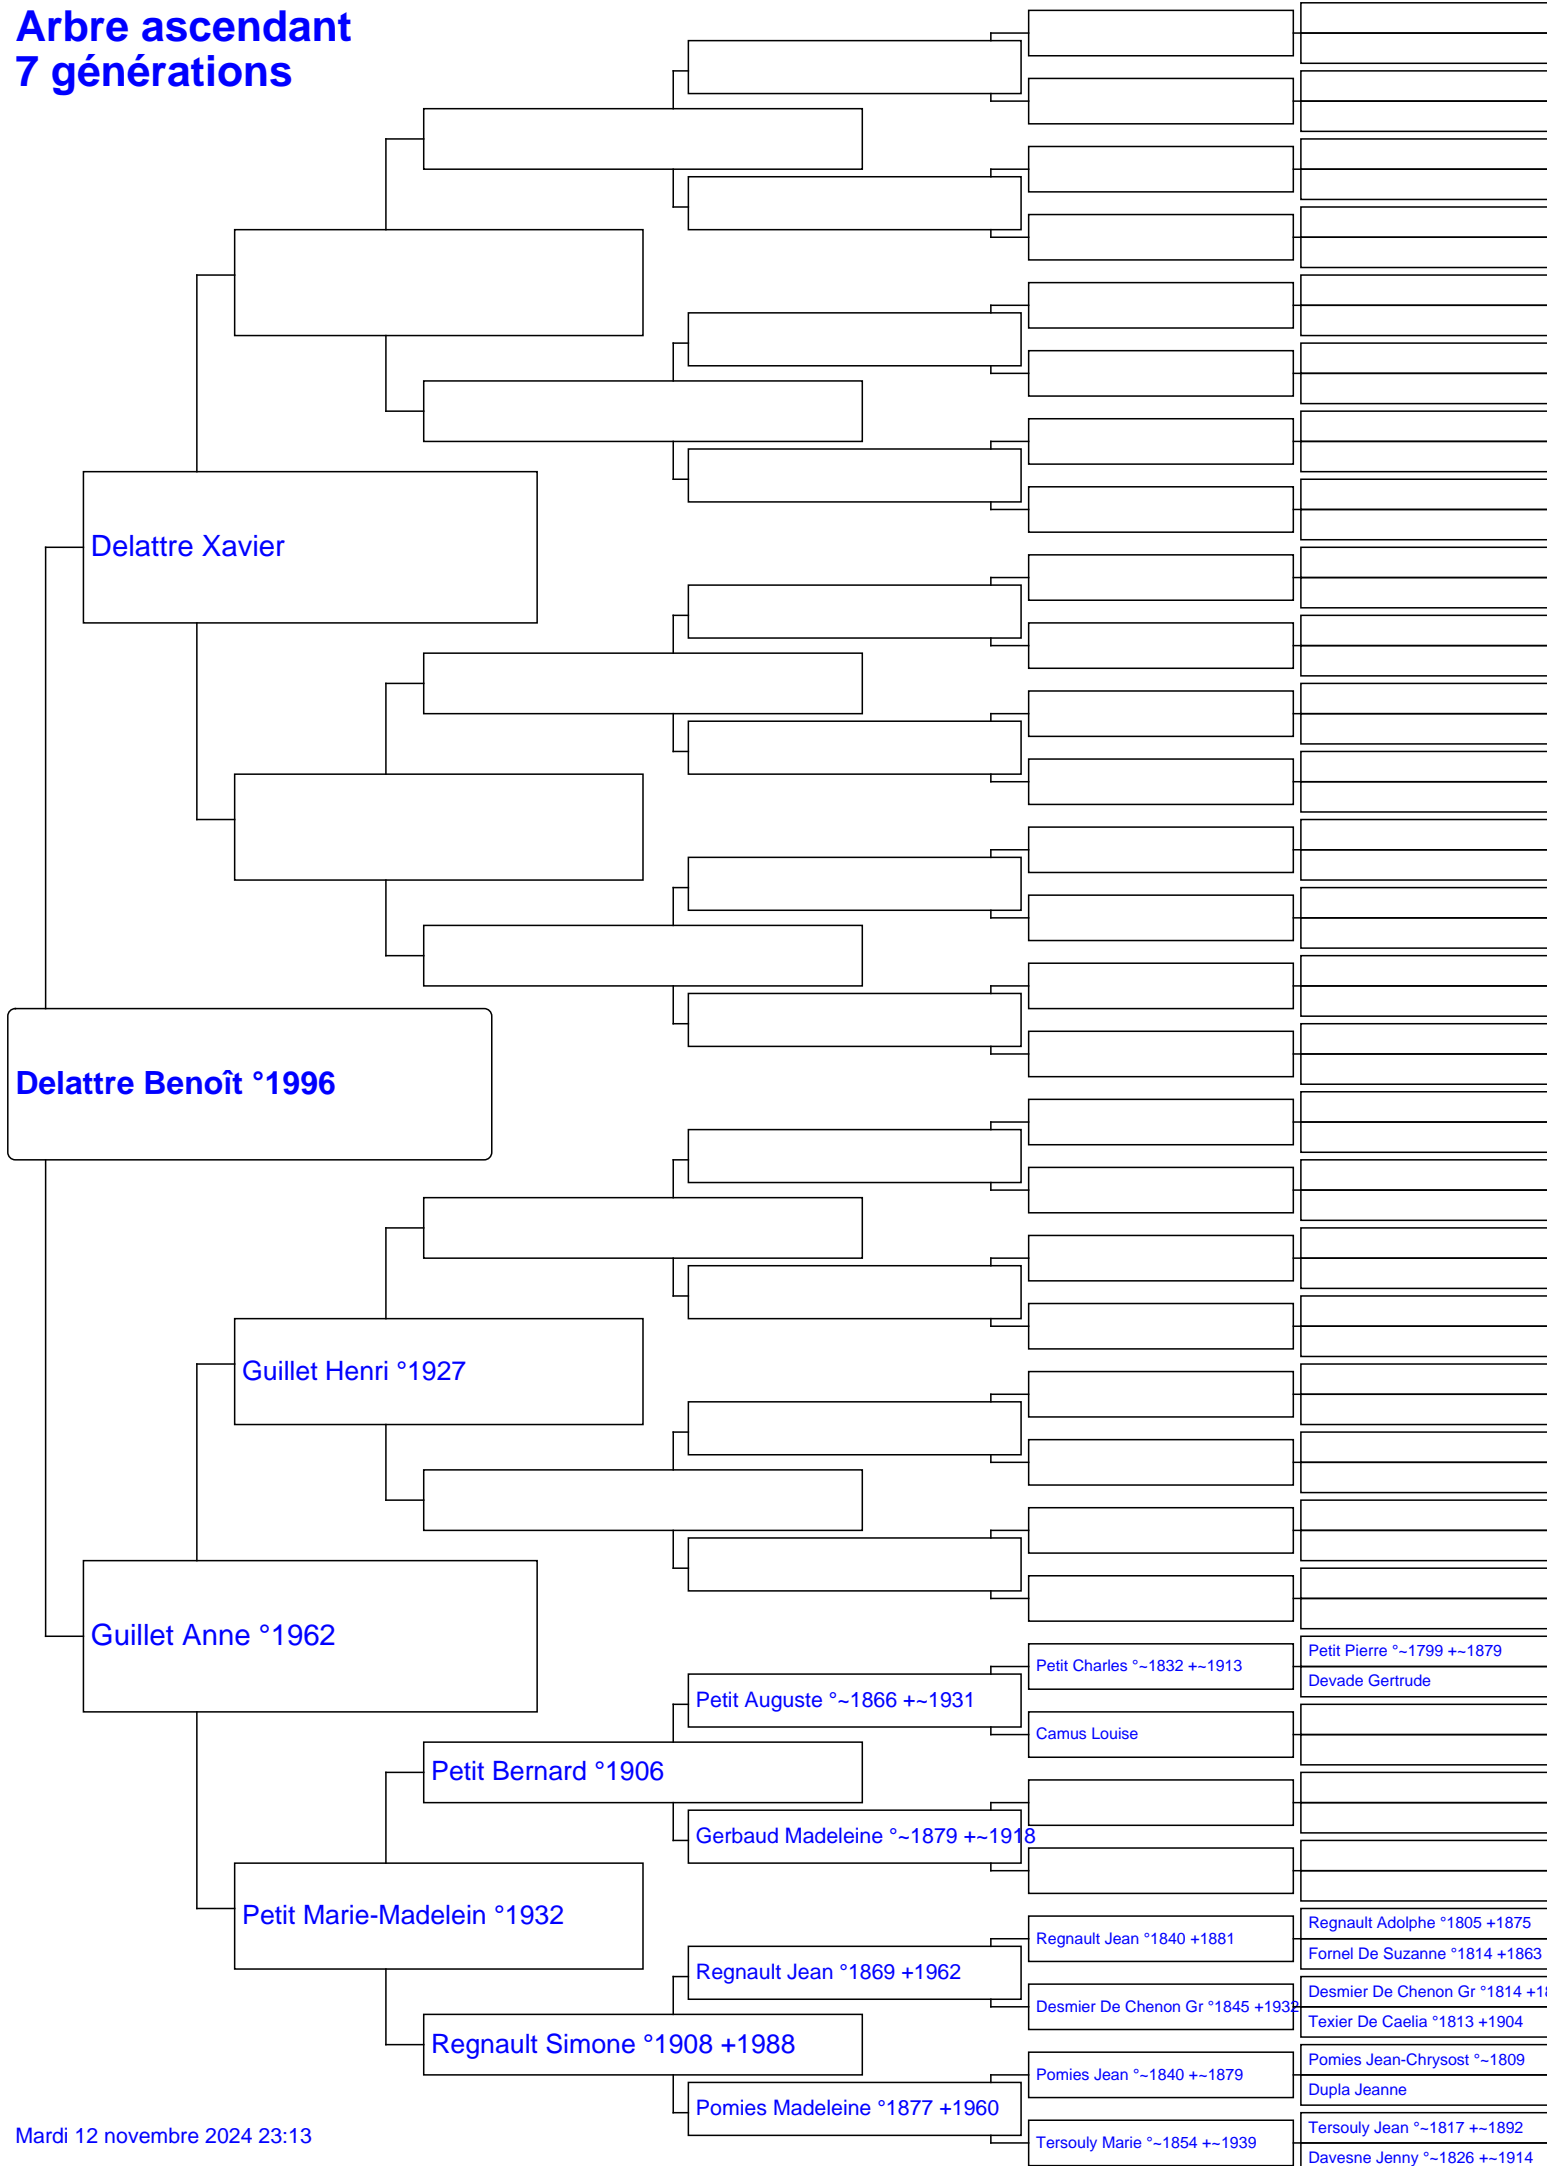 Arbre ascendant
7 générations
Delattre Xavier
Delattre Benoît °1996
Guillet Henri °1927
Guillet Anne °1962
Petit Charles °~1832 +~1913
Petit Pierre °~1799 +~1879
Devade Gertrude
Petit Auguste °~1866 +~1931
Camus Louise
Petit Bernard °1906
Gerbaud Madeleine °~1879 +~1918
Petit Marie-Madelein °1932
Regnault Jean °1840 +1881
Regnault Adolphe °1805 +1875
Fornel De Suzanne °1814 +1863
Regnault Jean °1869 +1962
Desmier De Chenon Gr °1845 +1932
Desmier De Chenon Gr °1814
Texier De Caelia °1813 +1904
Regnault Simone °1908 +1988
Pomies Jean °~1840 +~1879
Pomies Jean-Chrysost °~1809
Dupla Jeanne
Pomies Madeleine °1877 +1960
Tersouly Marie °~1854 +~1939
Tersouly Jean °~1817 +~1892
Davesne Jenny °~1826 +~1914
Mardi 12 novembre 2024 23:13